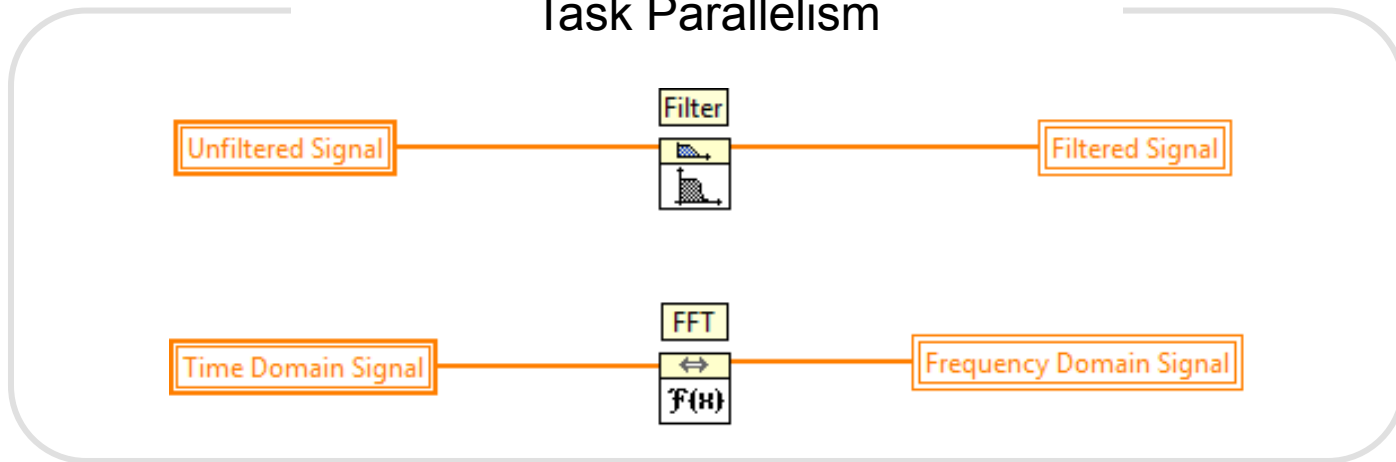 Task Parallelism
Filter
Unfiltered Signal
Filtered Signal
FFT
Time Domain Signal
Frequency Domain Signal
ℱ(x)